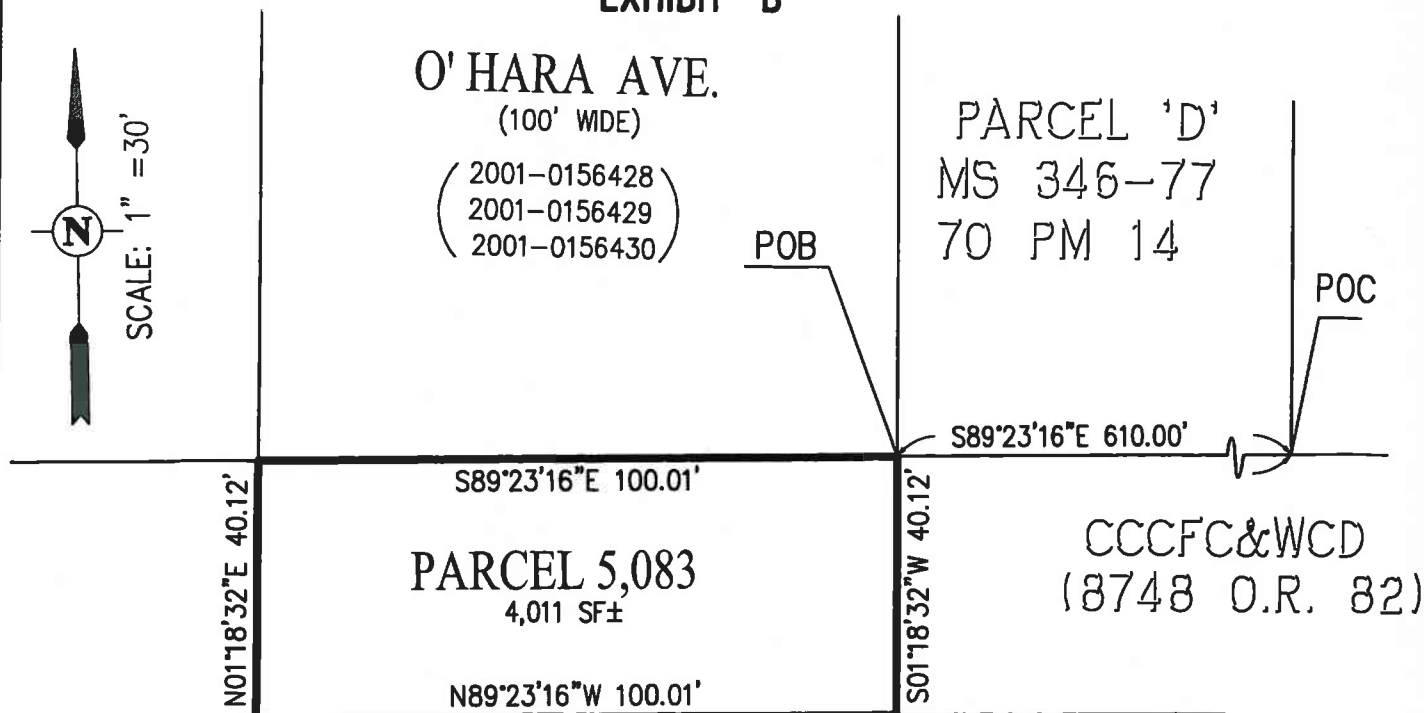 EXHIBIT "B"
O'HARA AVE.
(100' WIDE)
2001-0156428
2001-0156429
2001-0156430
PARCEL 'D'
MS 346-77
70 PM 14
N
SCALE: 1" =30'
POB
POC
S89°23'16"E 610.00'
S89°23'16"E 100.01'
N01°18'32"E 40.12'
S01°18'32"W 40.12'
PARCEL 5,083
4,011 SF±
CCCFC&WCD
(8748 O.R. 82)
N89°23'16"W 100.01'